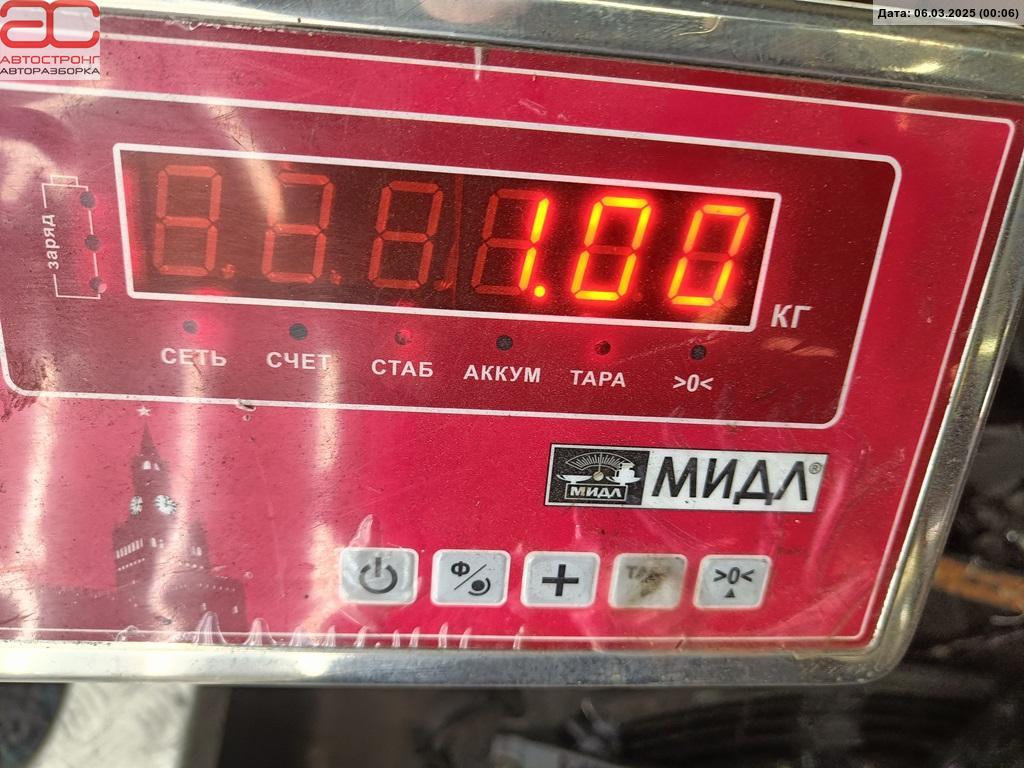 Дата: 06.03.2025 (00:06)
ac
АВТОСТРОНГ
АВТОРАЗБОРКА
заряд
1.00
КГ
СЕТЬ СЧЕТ СТАБ АККУМ ТАРА >0<
МИДЛ МИДЛ®
Ф/ + >0<